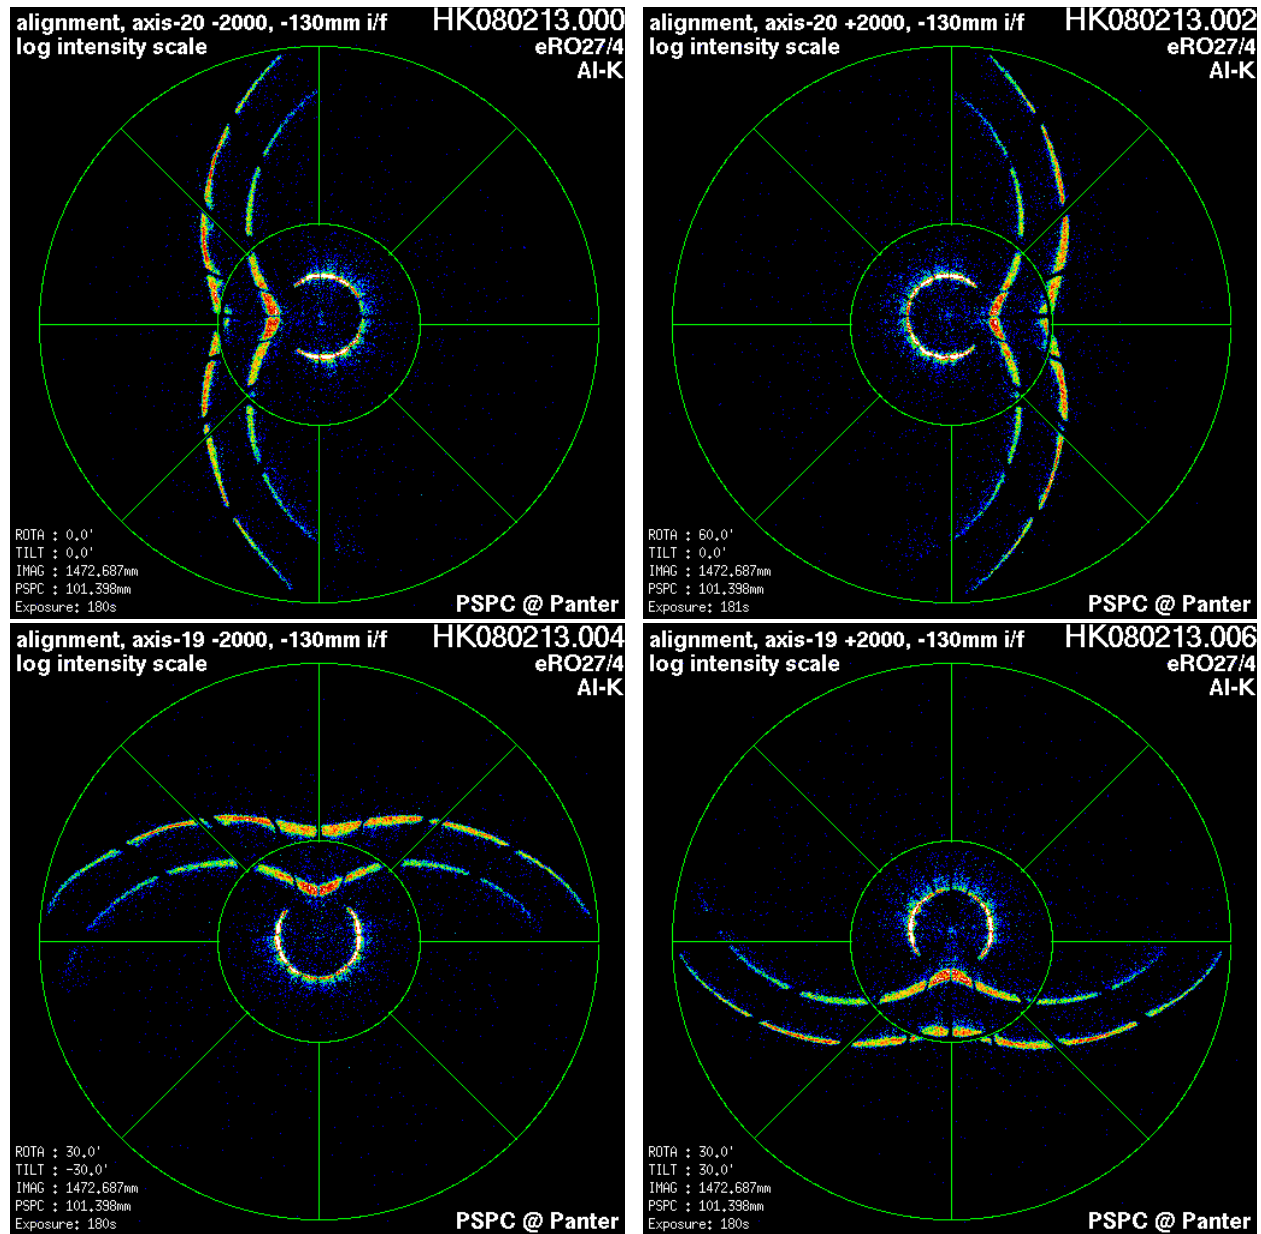 alignment, axis-20 -2000, -130mm i/f HK080213.000
log intensity scale eRO27/4
Al-K
ROTA : 0.0'
TILT : 0.0'
IMAG : 1472.687mm
PSPC : 101.398mm
Exposure: 180s PSPC @ Panter
alignment, axis-20 +2000, -130mm i/f HK080213.002
log intensity scale eRO27/4
Al-K
ROTA : 60.0'
TILT : 0.0'
IMAG : 1472.687mm
PSPC : 101.398mm
Exposure: 181s PSPC @ Panter
alignment, axis-19 -2000, -130mm i/f HK080213.004
log intensity scale eRO27/4
Al-K
ROTA : 30.0'
TILT : -30.0'
IMAG : 1472.687mm
PSPC : 101.398mm
Exposure: 180s PSPC @ Panter
alignment, axis-19 +2000, -130mm i/f HK080213.006
log intensity scale eRO27/4
Al-K
ROTA : 30.0'
TILT : 30.0'
IMAG : 1472.687mm
PSPC : 101.398mm
Exposure: 180s PSPC @ Panter